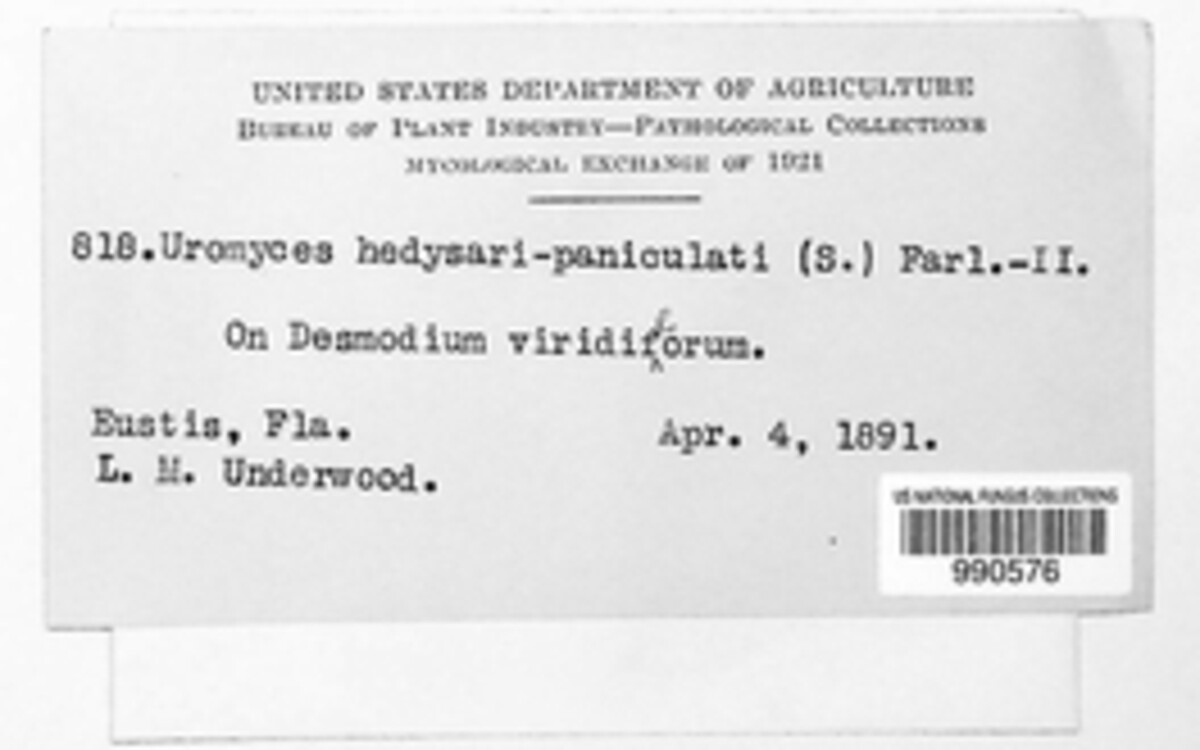 UNITED STATES DEPARTMENT OF AGRICULTURE
BUREAU OF PLANT INDUSTRY—PATHOLOGICAL COLLECTIONS
MYCOLOGICAL EXCHANGE OF 1921
818.Uromyces hedysari-paniculati (S.) Farl.-II.
On Desmodium viridiflorum.
Eustis, Fla. Apr. 4, 1891.
L. M. Underwood.
US NATIONAL FUNGUS COLLECTIONS
990576